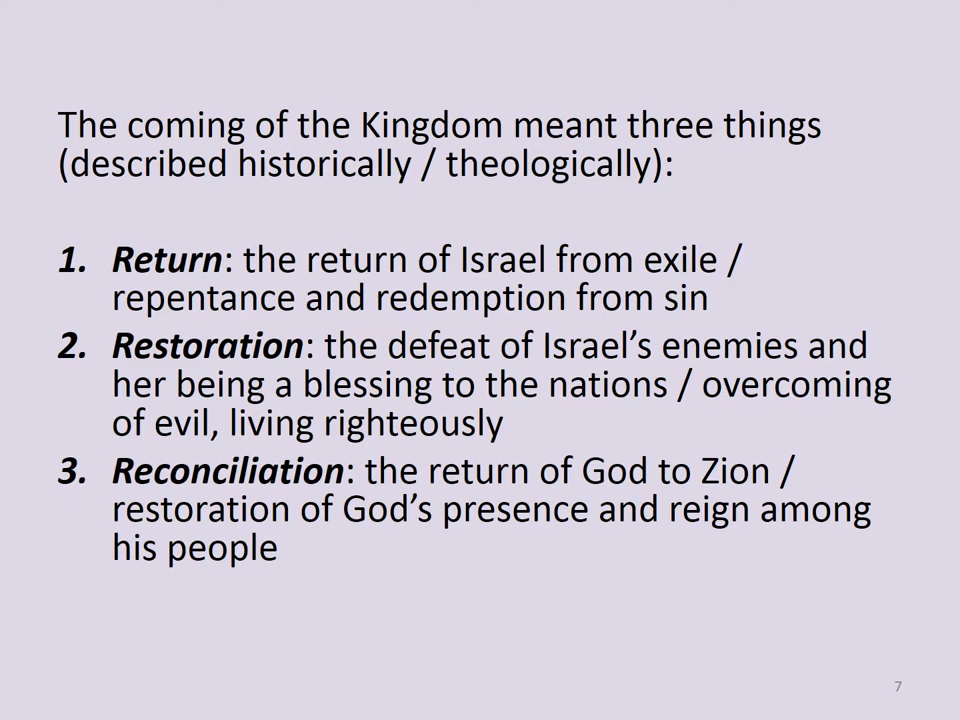 The coming of the Kingdom meant three things
(described historically / theologically):
1. Return: the return of Israel from exile /
repentance and redemption from sin
2. Restoration: the defeat of Israel’s enemies and
her being a blessing to the nations / overcoming
of evil, living righteously
3. Reconciliation: the return of God to Zion /
restoration of God’s presence and reign among
his people
7